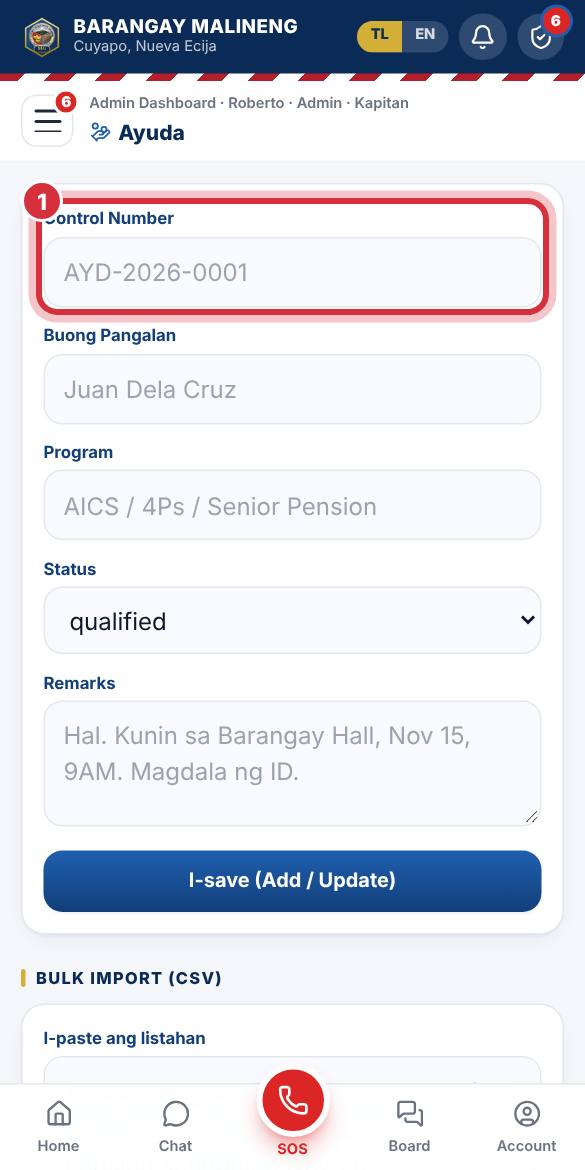 BARANGAY MALINENG
Cuyapo, Nueva Ecija
TL EN
6
6
Admin Dashboard · Roberto · Admin · Kapitan
Ayuda
1
Control Number
AYD-2026-0001
Buong Pangalan
Juan Dela Cruz
Program
AICS / 4Ps / Senior Pension
Status
qualified
Remarks
Hal. Kunin sa Barangay Hall, Nov 15,
9AM. Magdala ng ID.
I-save (Add / Update)
BULK IMPORT (CSV)
I-paste ang listahan
Home
Chat
SOS
Board
Account